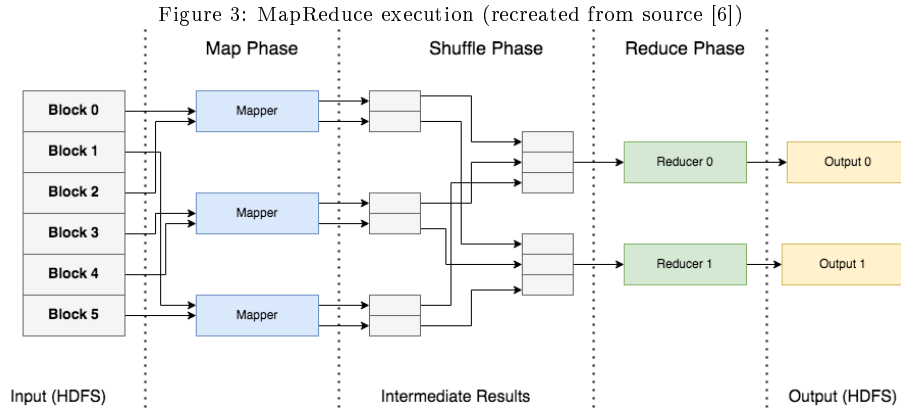 Figure 3: MapReduce execution (recreated from source [6])
Map Phase
Shuffle Phase
Reduce Phase
Block 0
Block 1
Block 2
Block 3
Block 4
Block 5
Mapper
Mapper
Mapper
Reducer 0
Reducer 1
Output 0
Output 1
Input (HDFS)
Intermediate Results
Output (HDFS)